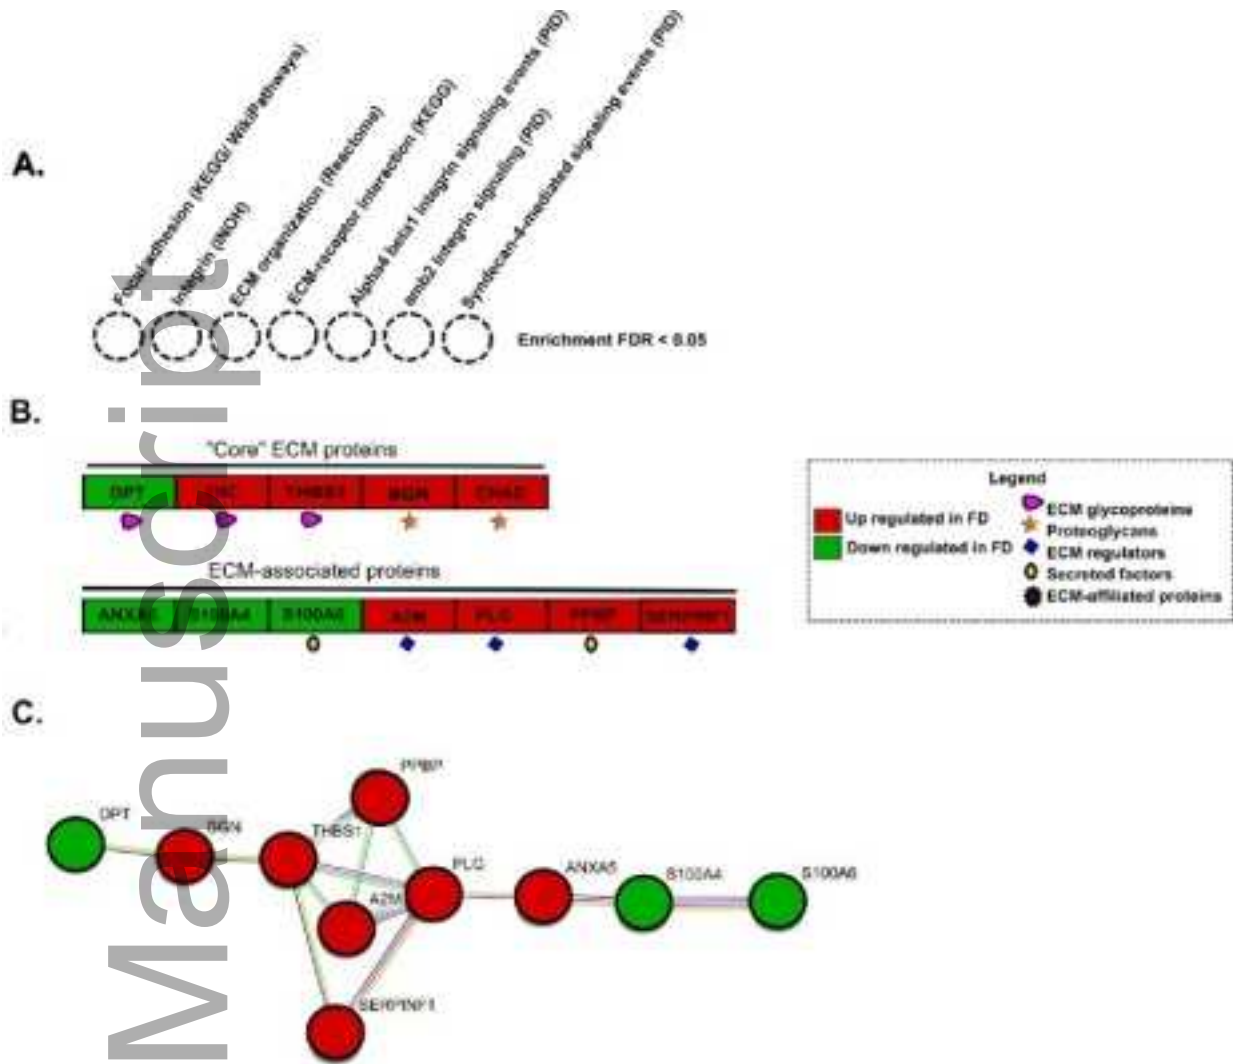 A.
Focal adhesion (KEGG/ WikiPathways)
Integrin (INOH)
ECM organization (Reactome)
ECM-receptor interaction (KEGG)
Alpha4 beta1 integrin signaling events (PID)
amb2 Integrin signaling (PID)
Syndecan-4-mediated signaling events (PID)
Enrichment FDR < 0.05
B.
"Core" ECM proteins
DPT THBS1 BGN CHAD
ECM-associated proteins
ANXA5 S100A4 S100A6 A2M PLG PPBP SERPINF1
Legend
Up regulated in FD
Down regulated in FD
ECM glycoproteins
Proteoglycans
ECM regulators
Secreted factors
ECM-affiliated proteins
C.
PPBP
DPT
BGN
THBS1
PLG
ANXA5
S100A4
S100A6
A2M
SERPINF1
Manuscript